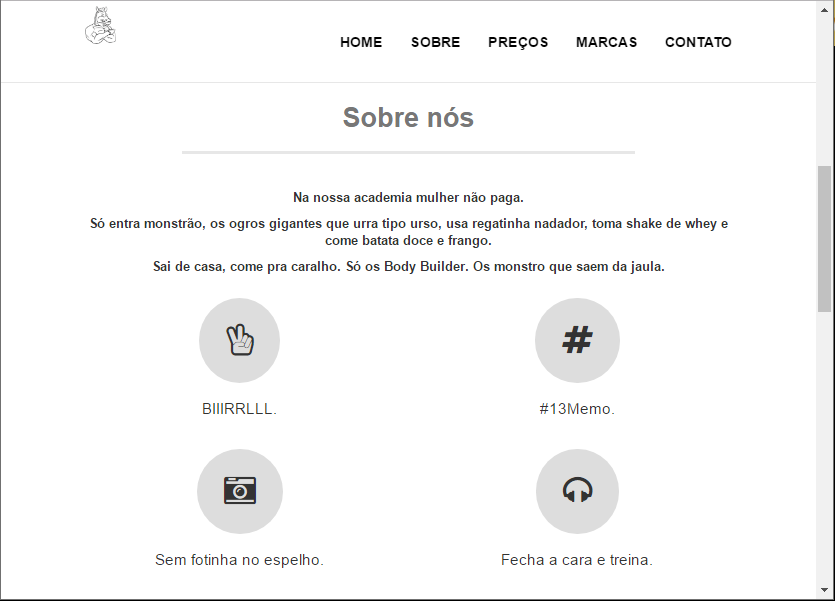 HOME SOBRE PREÇOS MARCAS CONTATO
Sobre nós
Na nossa academia mulher não paga.
Só entra monstrão, os ogros gigantes que urra tipo urso, usa regatinha nadador, toma shake de whey e
come batata doce e frango.
Sai de casa, come pra caralho. Só os Body Builder. Os monstro que saem da jaula.
BIIIRRLLL.
#13Memo.
Sem fotinha no espelho.
Fecha a cara e treina.